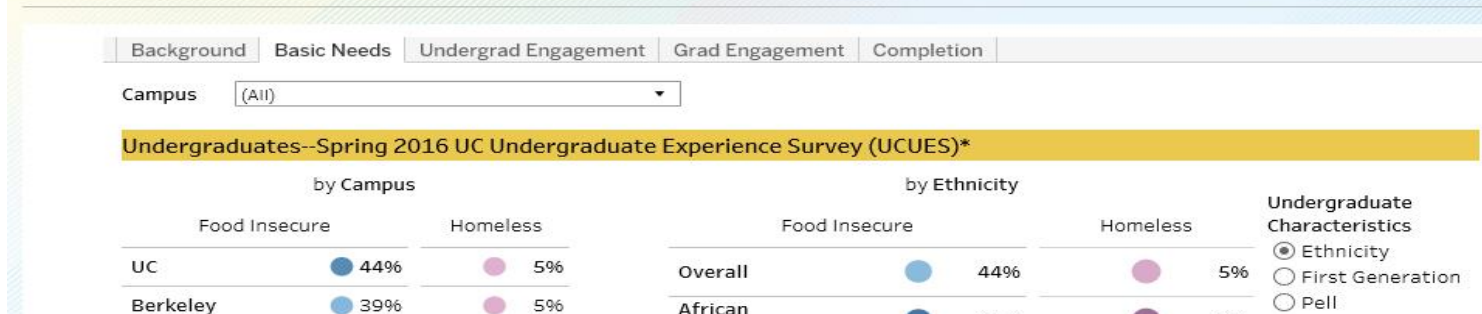 Background Basic Needs Undergrad Engagement Grad Engagement Completion
Campus (All)
Undergraduates--Spring 2016 UC Undergraduate Experience Survey (UCUES)*
by Campus
Food Insecure Homeless
UC 44% 5%
Berkeley 39% 5%
by Ethnicity
Food Insecure Homeless
Overall 44% 5%
African
Undergraduate
Characteristics
Ethnicity
First Generation
Pell